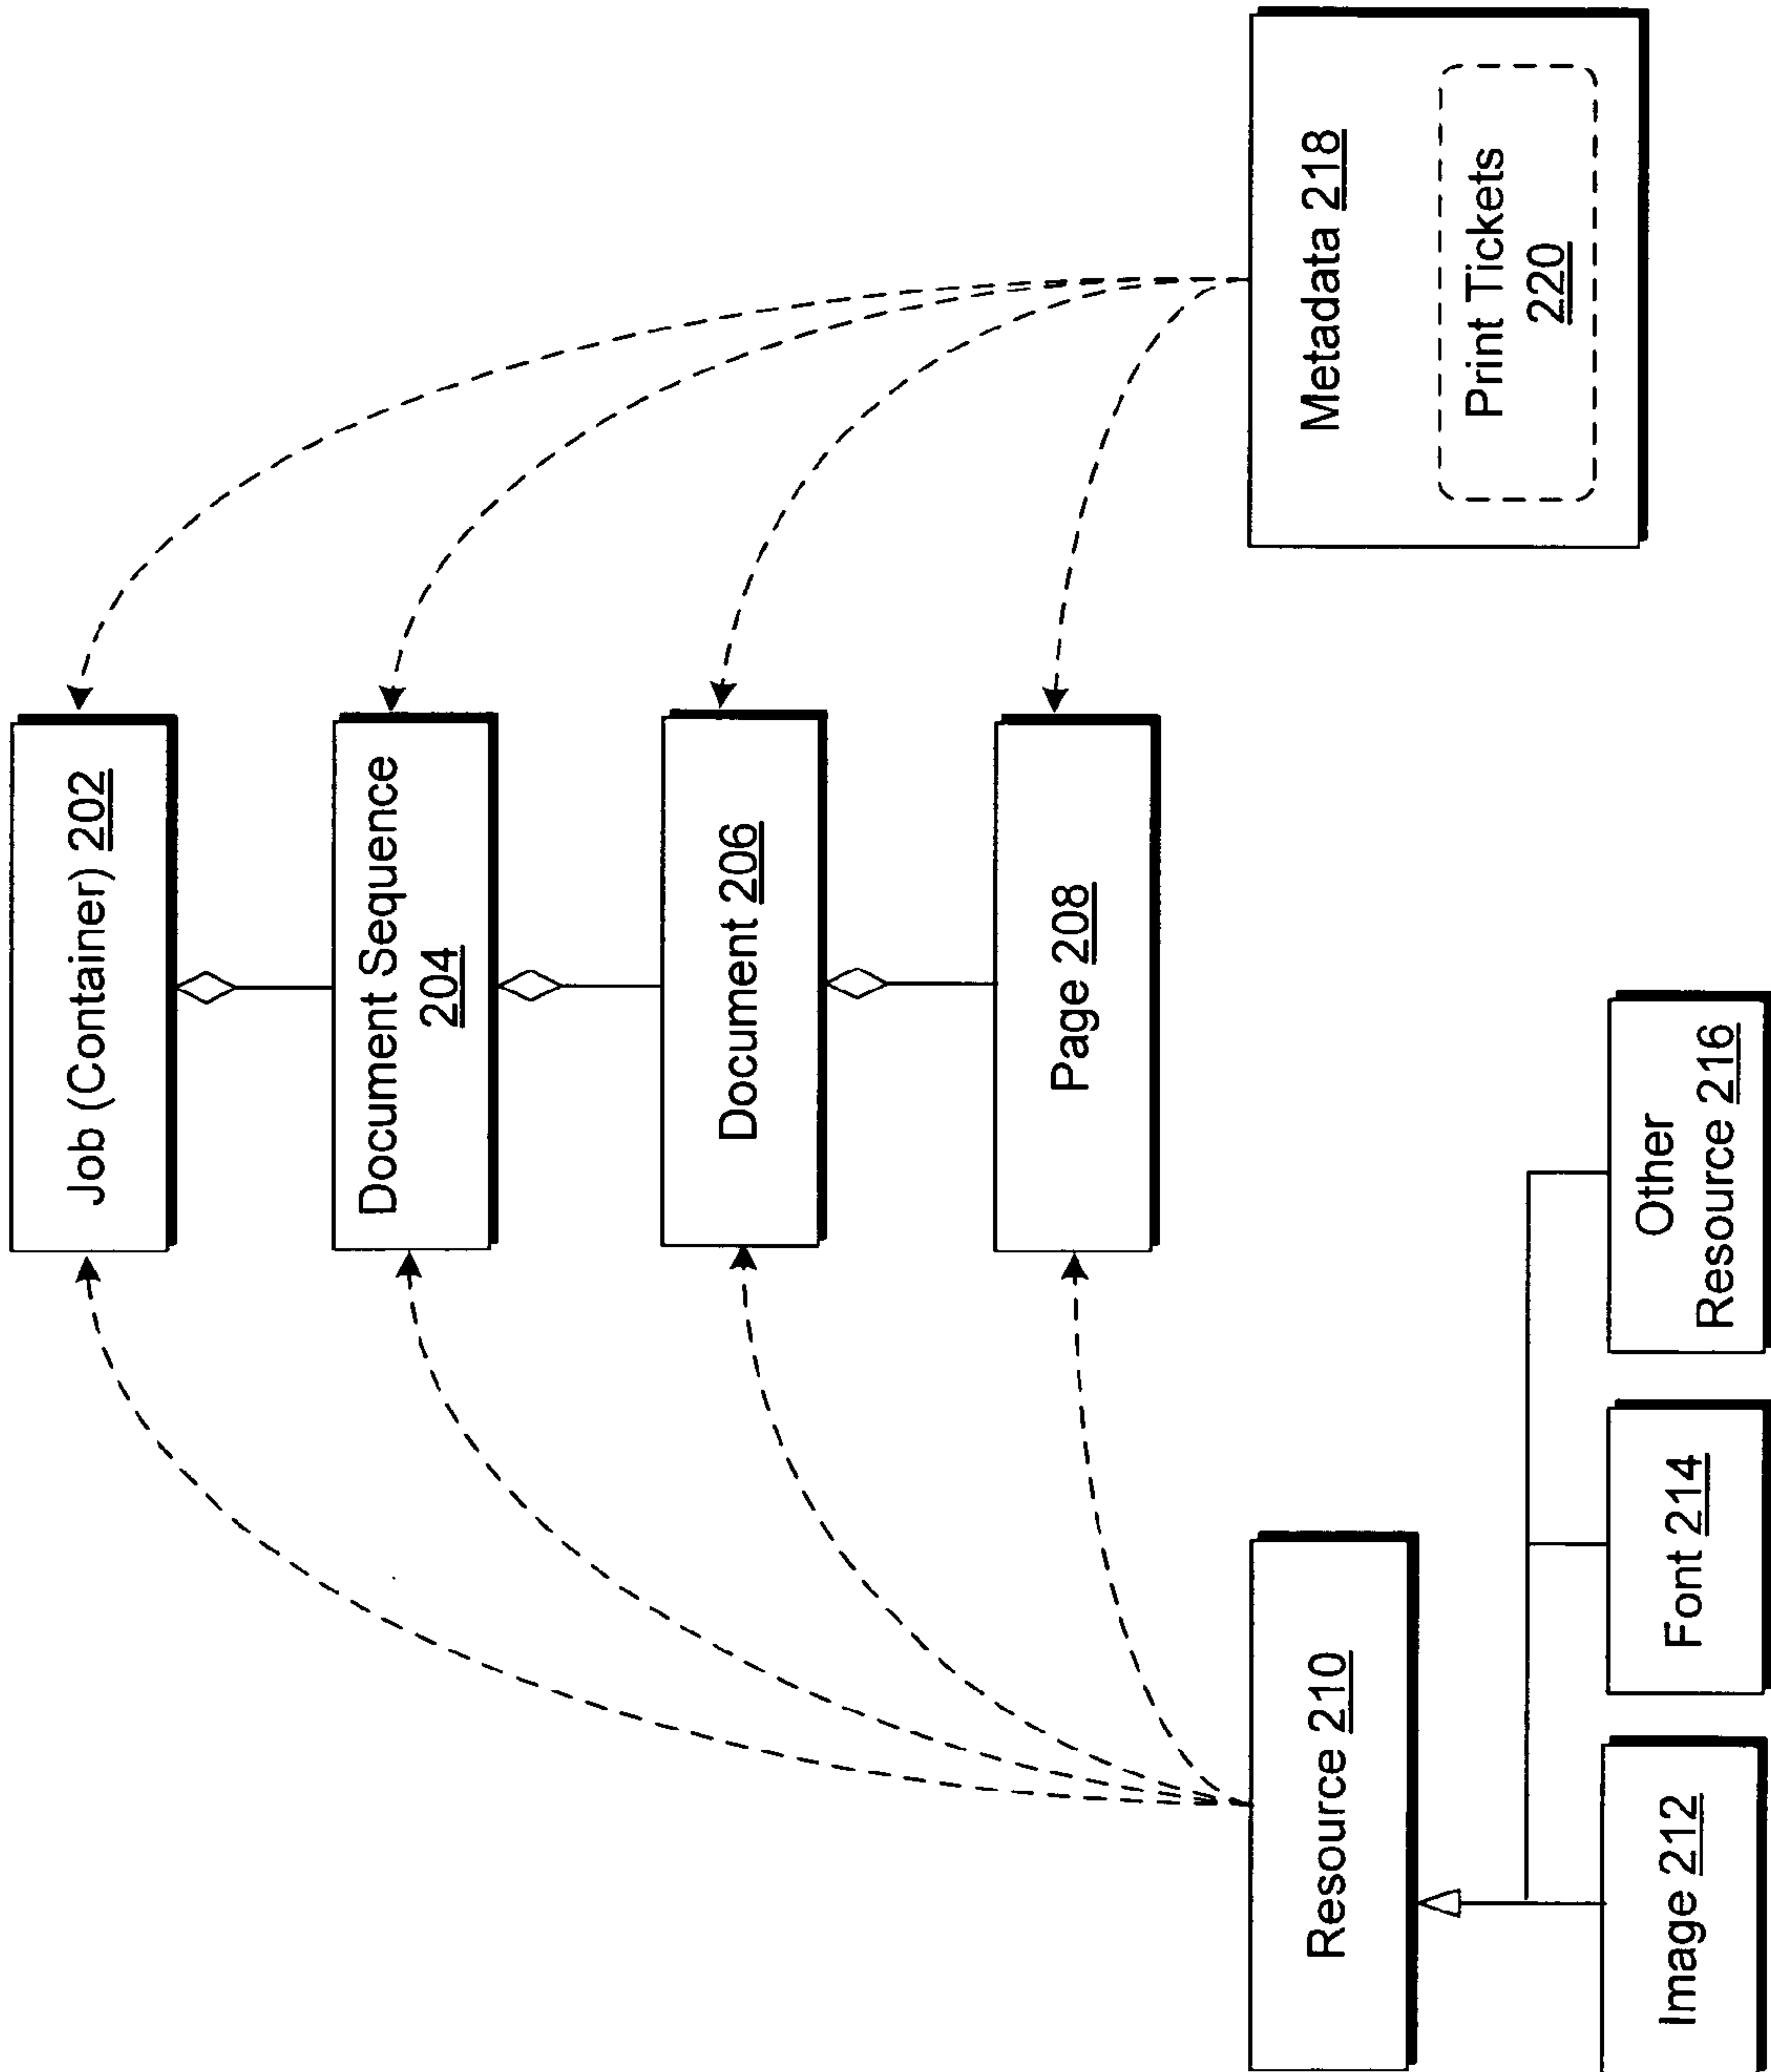 Job (Container) 202
Document Sequence
204
Document 206
Page 208
Resource 210
Image 212
Font 214
Other
Resource 216
Metadata 218
Print Tickets
220